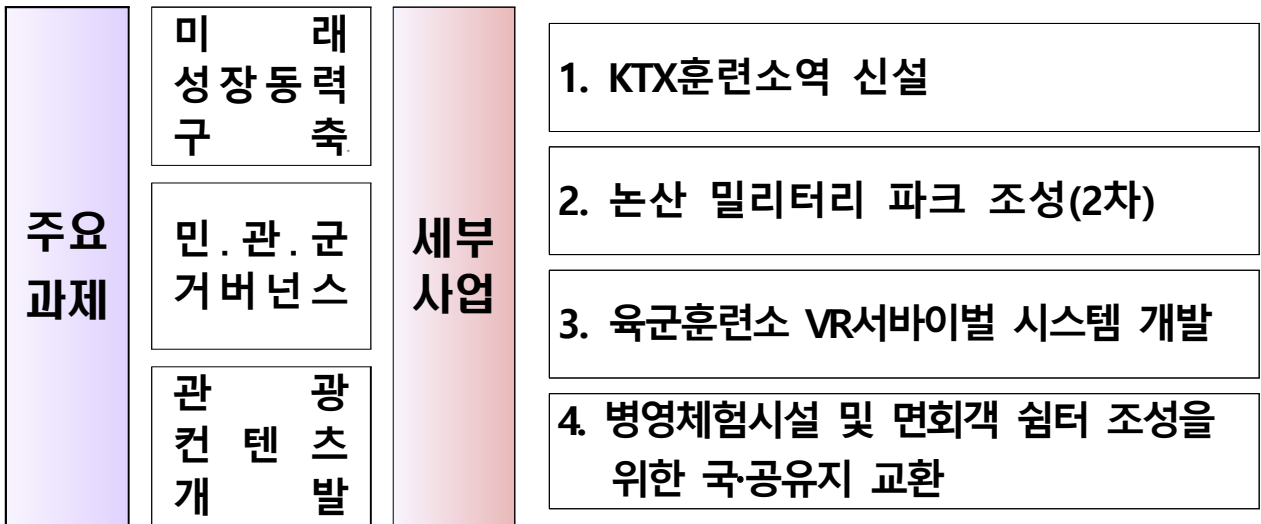 주요
과제
미 래
성장동력
구 축
민.관.군
거버넌스
관 광
컨 텐 츠
개 발
세부
사업
1. KTX훈련소역 신설
2. 논산 밀리터리 파크 조성(2차)
3. 육군훈련소 VR서바이벌 시스템 개발
4. 병영체험시설 및 면회객 쉼터 조성을
위한 국·공유지 교환